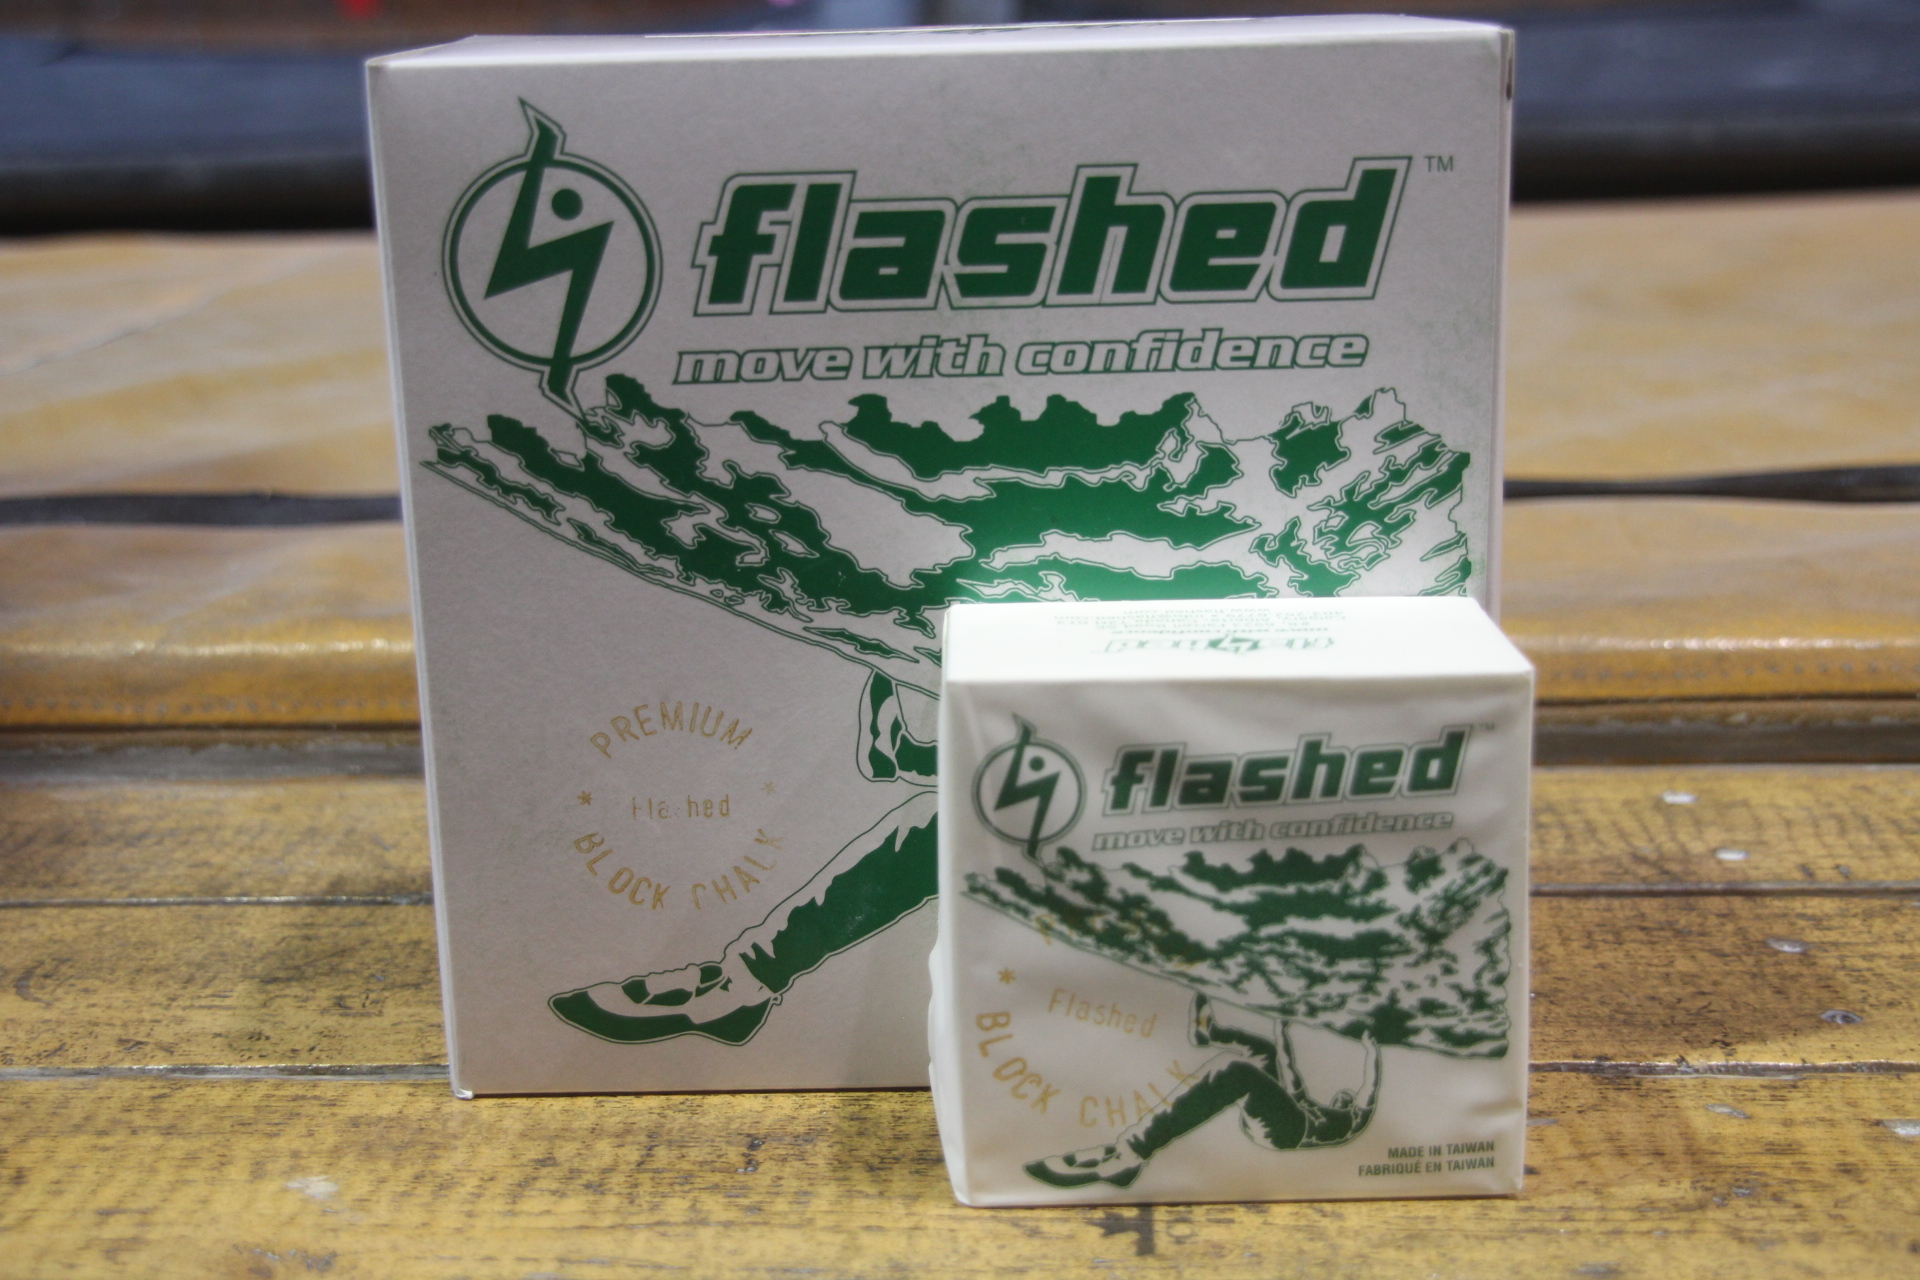 flashed ™
move with confidence
PREMIUM
* Flashed *
BLOCK CHALK
flashed ™
move with confidence
* Flashed
BLOCK CHALK
MADE IN TAIWAN
FABRIQUÉ EN TAIWAN